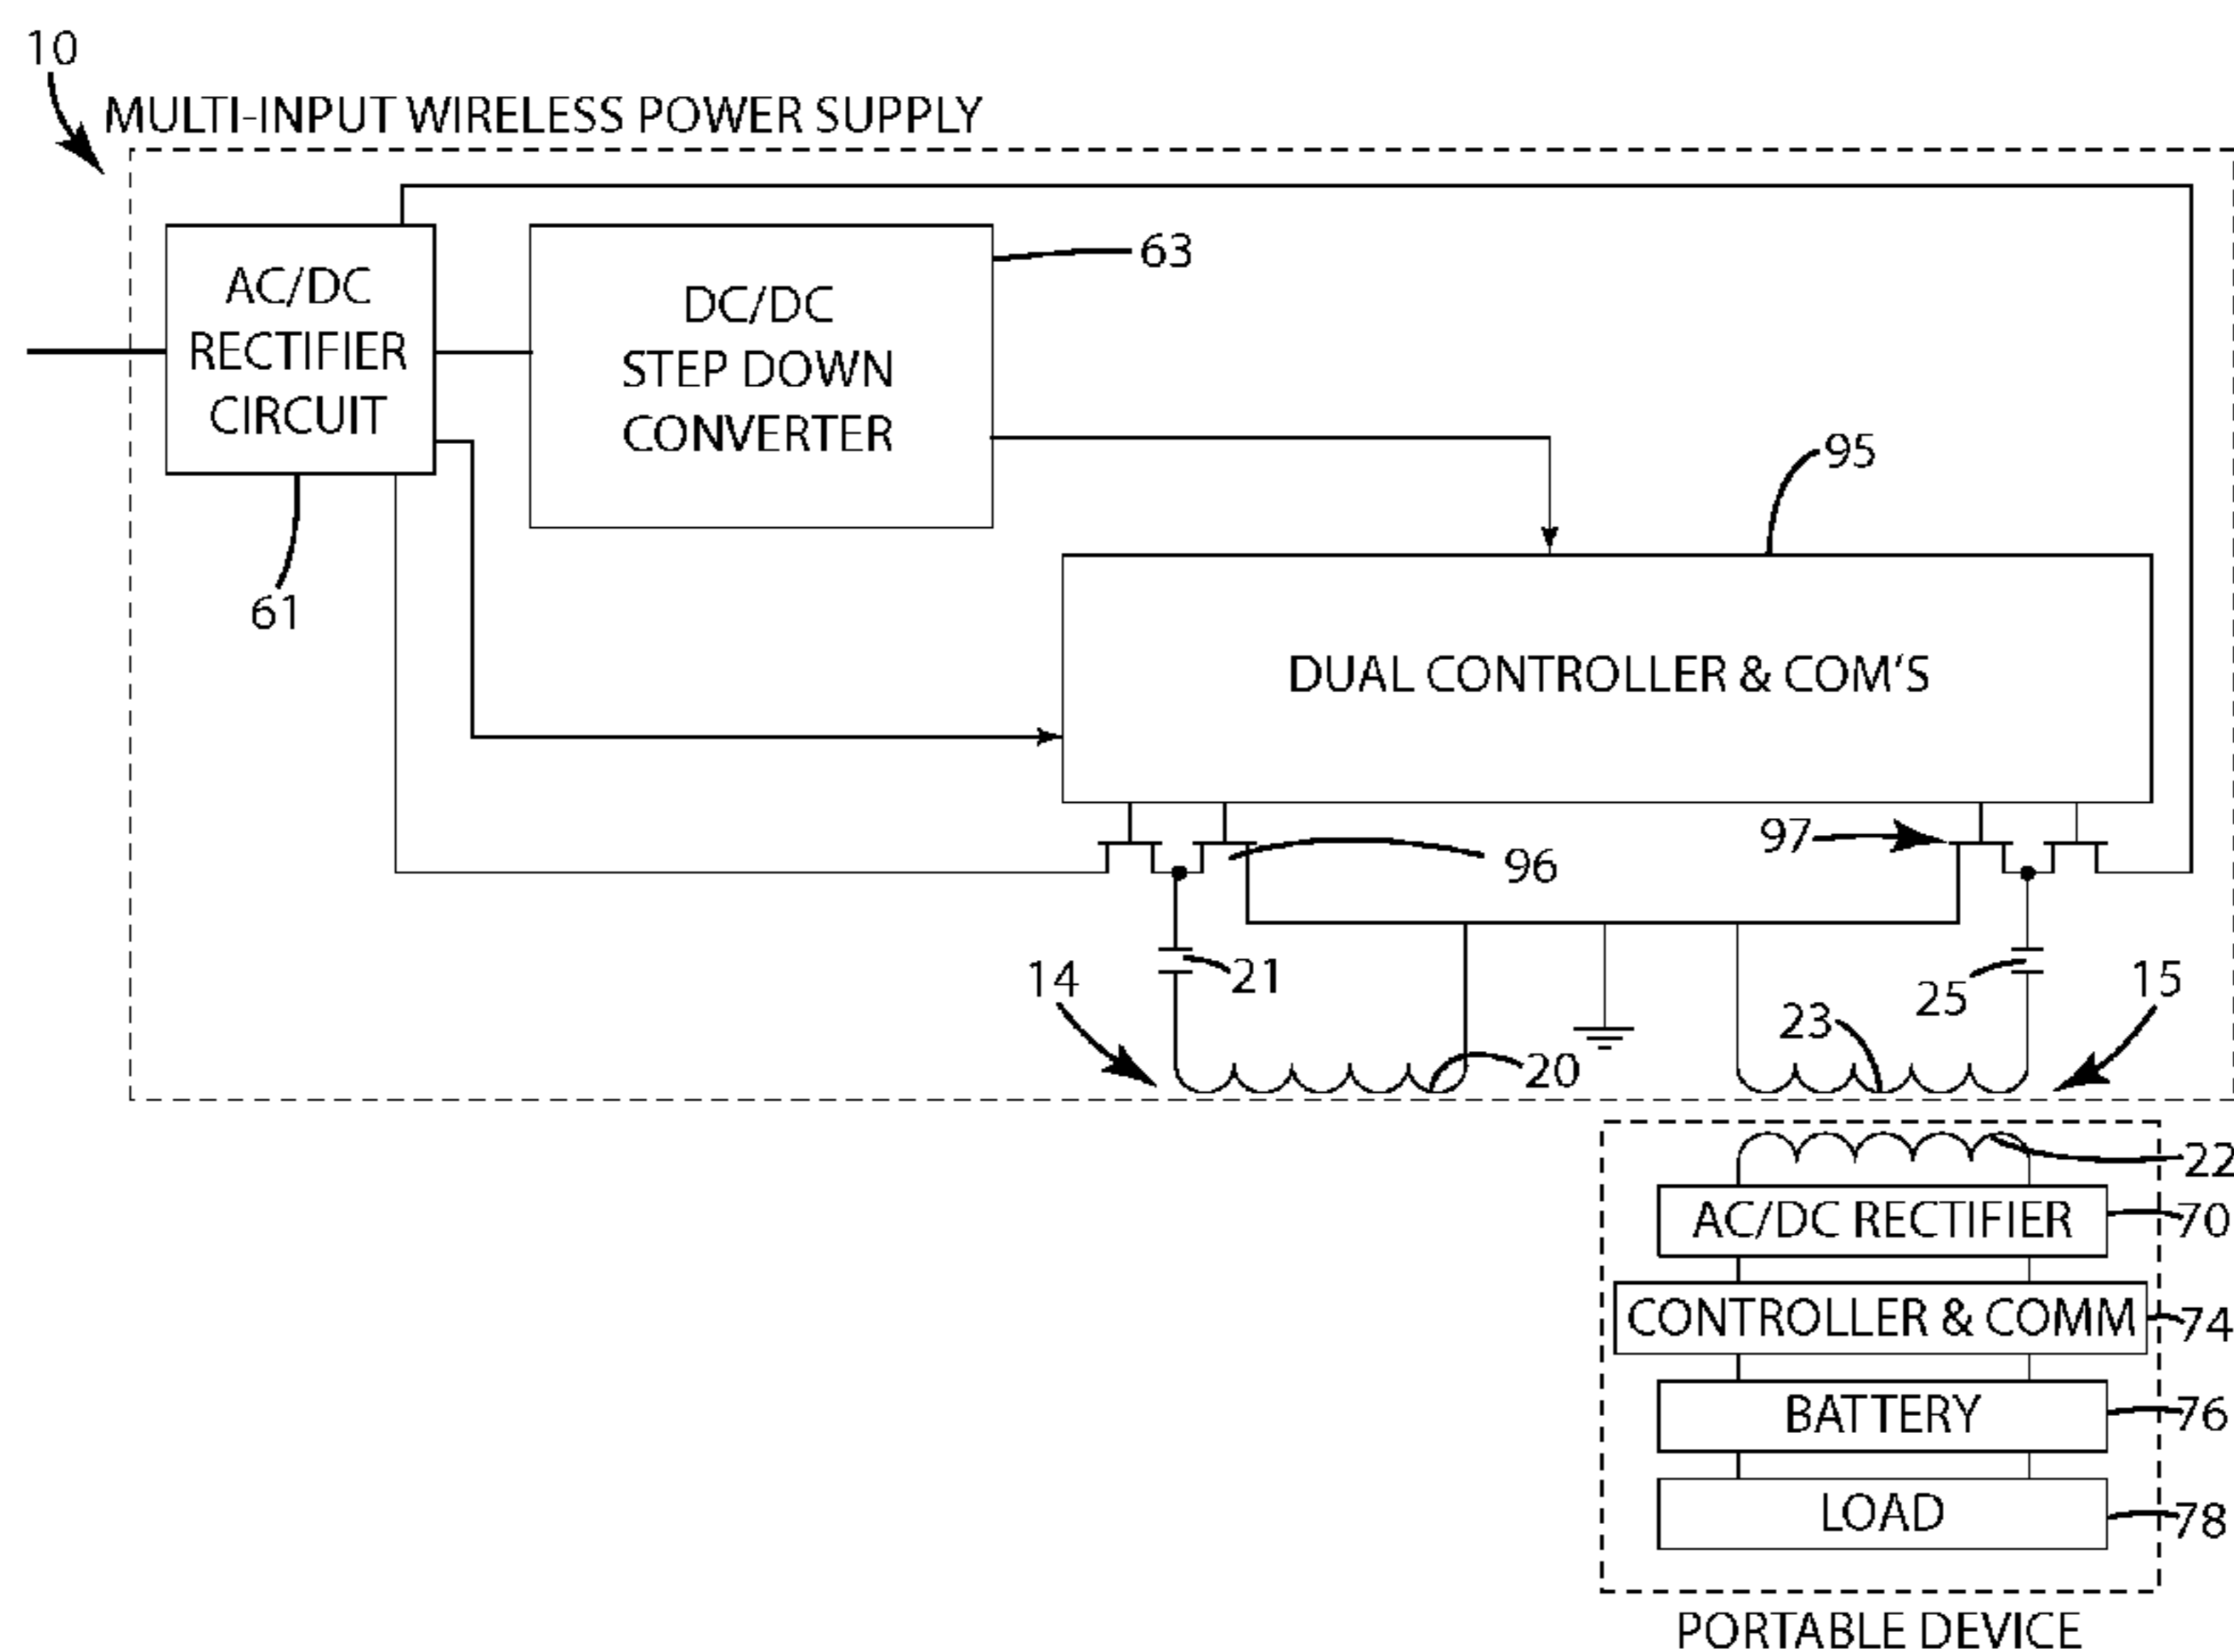 10
MULTI-INPUT WIRELESS POWER SUPPLY
AC/DC
RECTIFIER
CIRCUIT
61
DC/DC
STEP DOWN
CONVERTER
63
95
DUAL CONTROLLER & COM'S
96
97
14
21
20
23
25
15
22
AC/DC RECTIFIER
70
CONTROLLER & COMM
74
BATTERY
76
LOAD
78
PORTABLE DEVICE